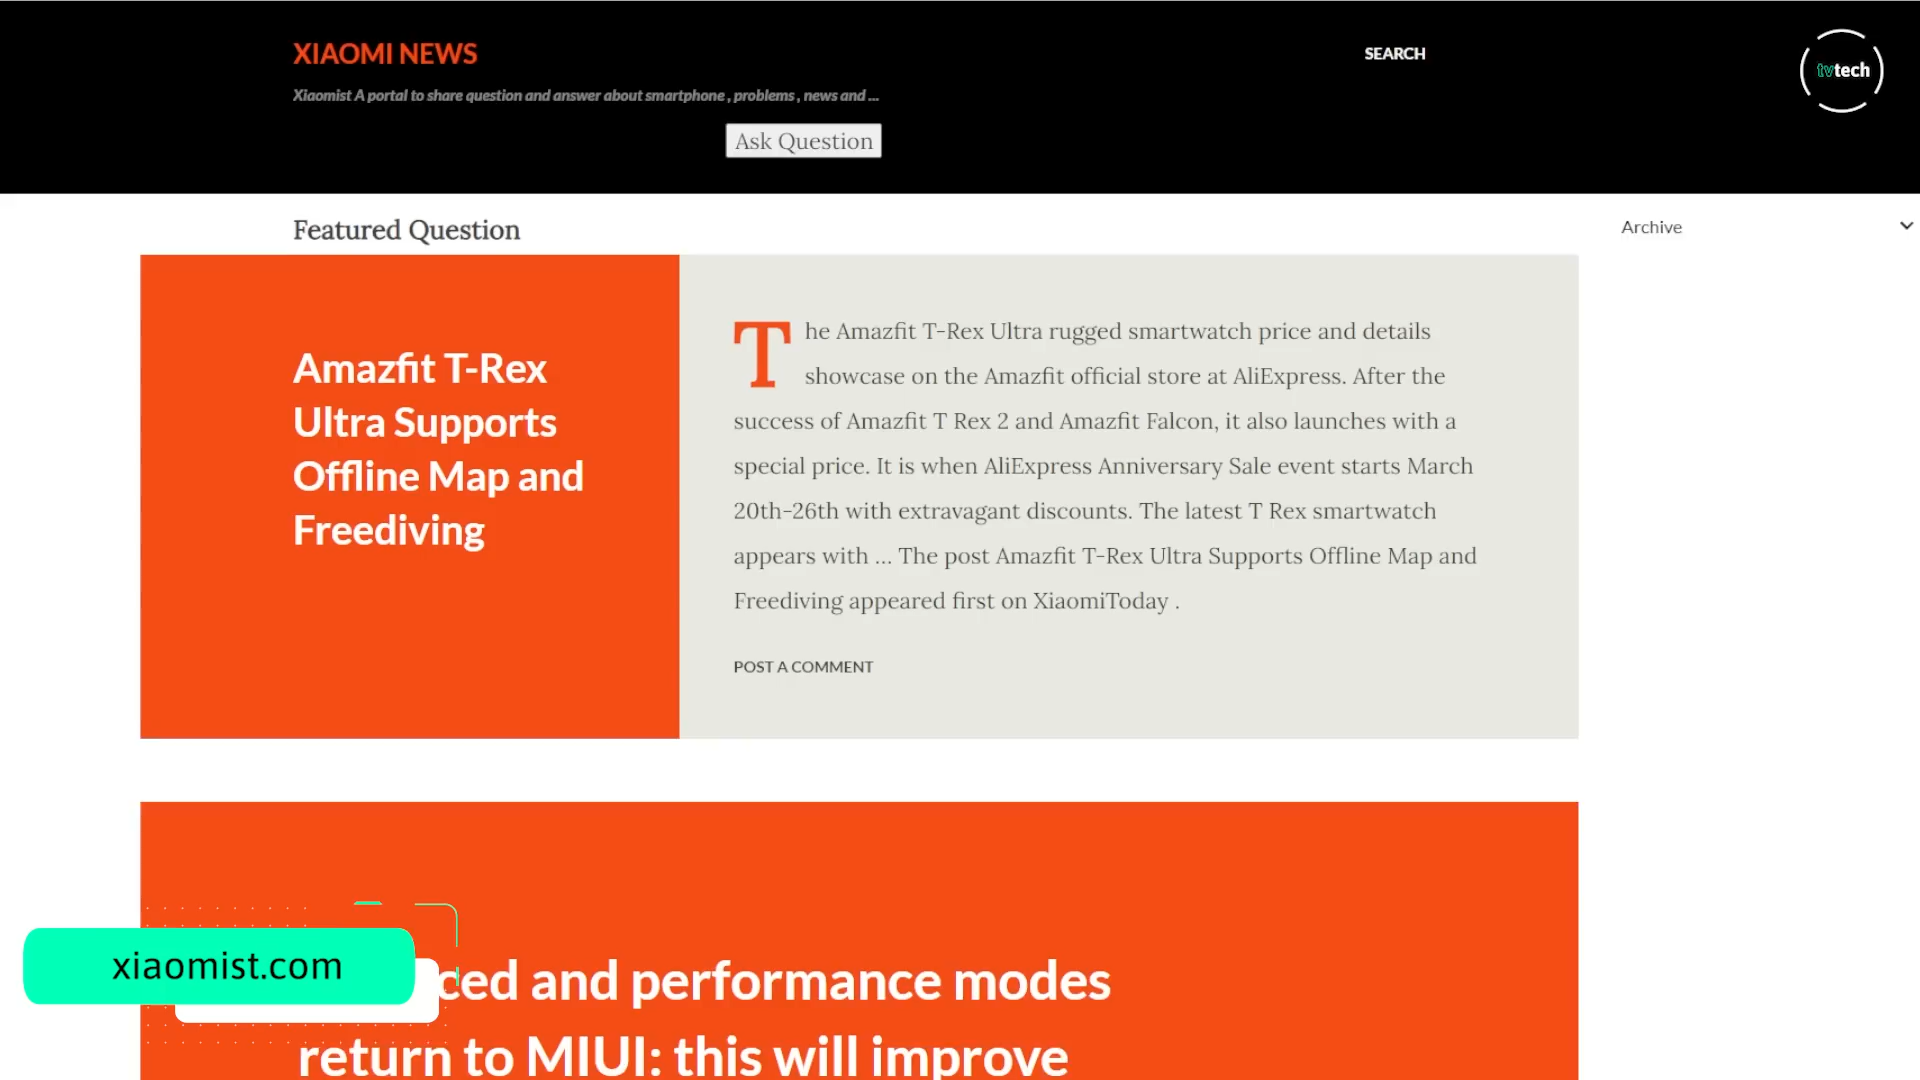 XIAOMI NEWS
SEARCH
tvtech
Xiaomist A portal to share question and answer about smartphone , problems , news and ...
Ask Question
Featured Question
Archive
Amazfit T-Rex
Ultra Supports
Offline Map and
Freediving
The Amazfit T-Rex Ultra rugged smartwatch price and details
showcase on the Amazfit official store at AliExpress. After the
success of Amazfit T Rex 2 and Amazfit Falcon, it also launches with a
special price. It is when AliExpress Anniversary Sale event starts March
20th-26th with extravagant discounts. The latest T Rex smartwatch
appears with ... The post Amazfit T-Rex Ultra Supports Offline Map and
Freediving appeared first on XiaomiToday .
POST A COMMENT
xiaomist.com
and performance modes
return to MIUI: this will improve